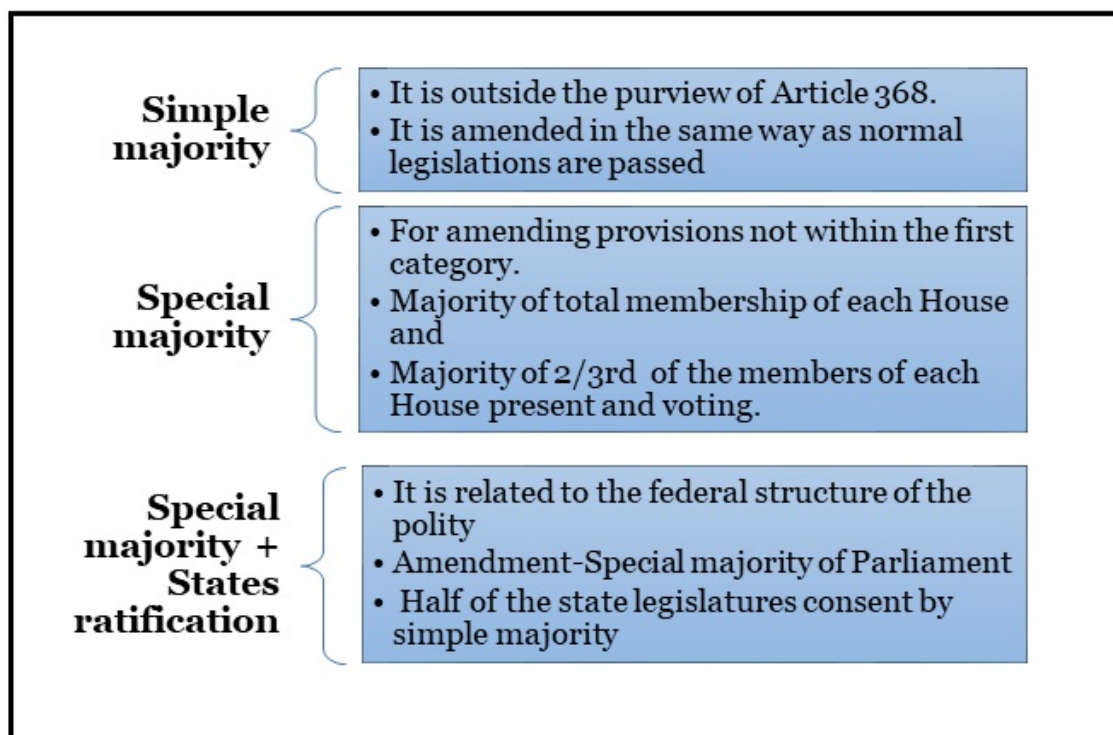 Simple
majority
• It is outside the purview of Article 368.
• It is amended in the same way as normal
legislations are passed
Special
majority
• For amending provisions not within the first
category.
• Majority of total membership of each House
and
• Majority of 2/3rd of the members of each
House present and voting.
Special
majority +
States
ratification
• It is related to the federal structure of the
polity
• Amendment-Special majority of Parliament
• Half of the state legislatures consent by
simple majority